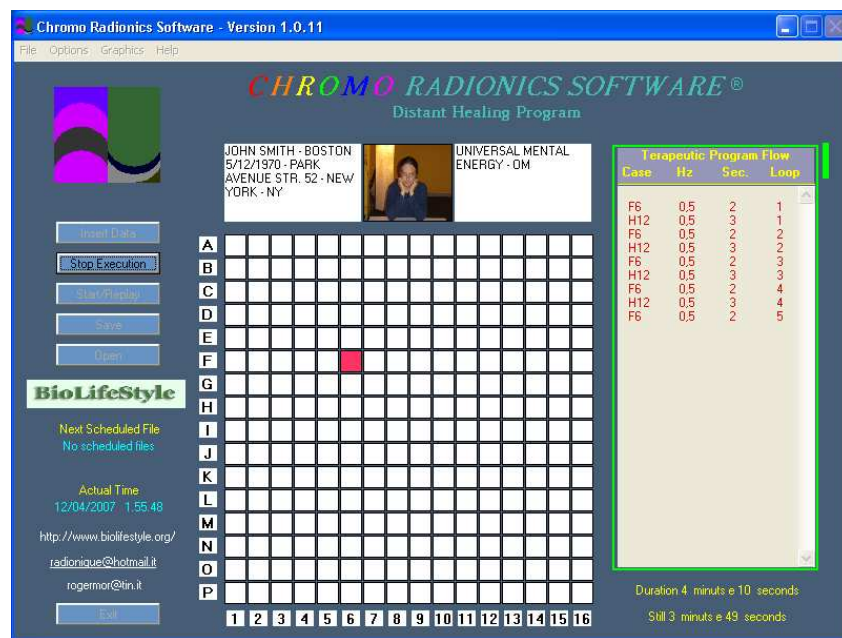 Chromo Radionics Software - Version 1.0.11
File Options Graphics Help
CHROMO RADIONICS SOFTWARE ®
Distant Healing Program
JOHN SMITH - BOSTON
5/12/1970 - PARK
AVENUE STR. 52 - NEW
YORK - NY
UNIVERSAL MENTAL
ENERGY - OM
Terapeutic Program Flow
Case Hz Sec. Loop
F6 0,5 2 1
H12 0,5 3 1
F6 0,5 2 2
H12 0,5 3 2
F6 0,5 2 3
H12 0,5 3 3
F6 0,5 2 4
H12 0,5 3 4
F6 0,5 2 5
Insert Data
Stop Execution
Start/Replay
Save
Open
BioLifeStyle
Next Scheduled File
No scheduled files
Actual Time
12/04/2007 1.55.48
http://www.biolifestyle.org/
radionique@hotmail.it
rogermor@tin.it
Exit
A
B
C
D
E
F
G
H
I
J
K
L
M
N
O
P
1 2 3 4 5 6 7 8 9 10 11 12 13 14 15 16
Duration 4 minuts e 10 seconds
Still 3 minuts e 49 seconds